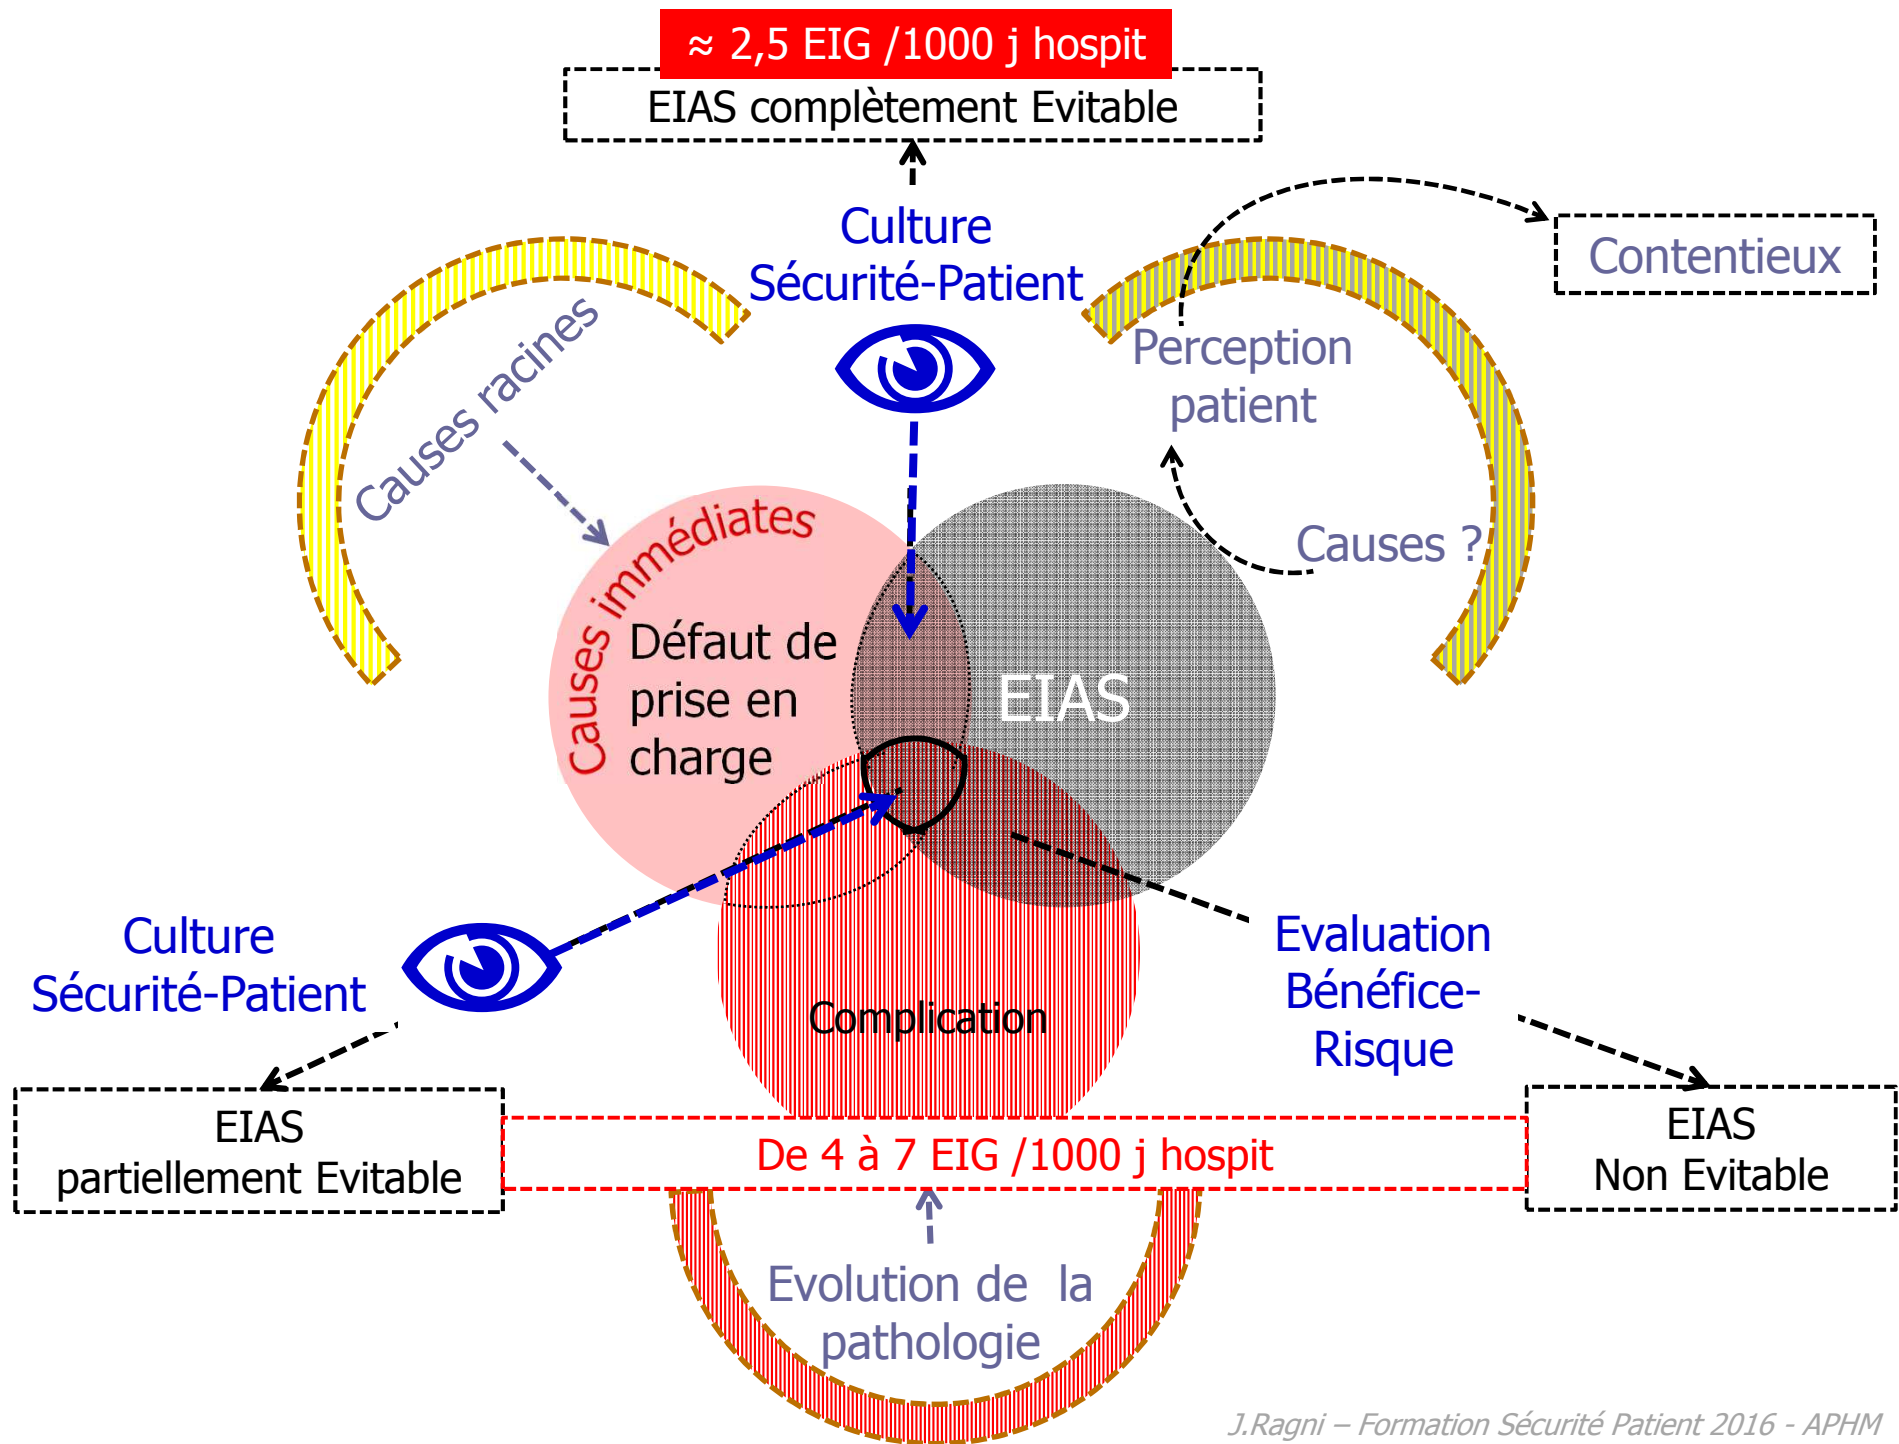 ≈ 2,5 EIG /1000 j hospit
EIAS complètement Evitable
Culture
Sécurité-Patient
Contentieux
Causes racines
Perception
patient
Causes immédiates
Causes ?
Défaut de
prise en
charge
EIAS
Culture
Sécurité-Patient
Evaluation
Bénéfice-
Risque
Complication
EIAS
partiellement Evitable
De 4 à 7 EIG /1000 j hospit
EIAS
Non Evitable
Evolution de la
pathologie
J.Ragni – Formation Sécurité Patient 2016 - APHM